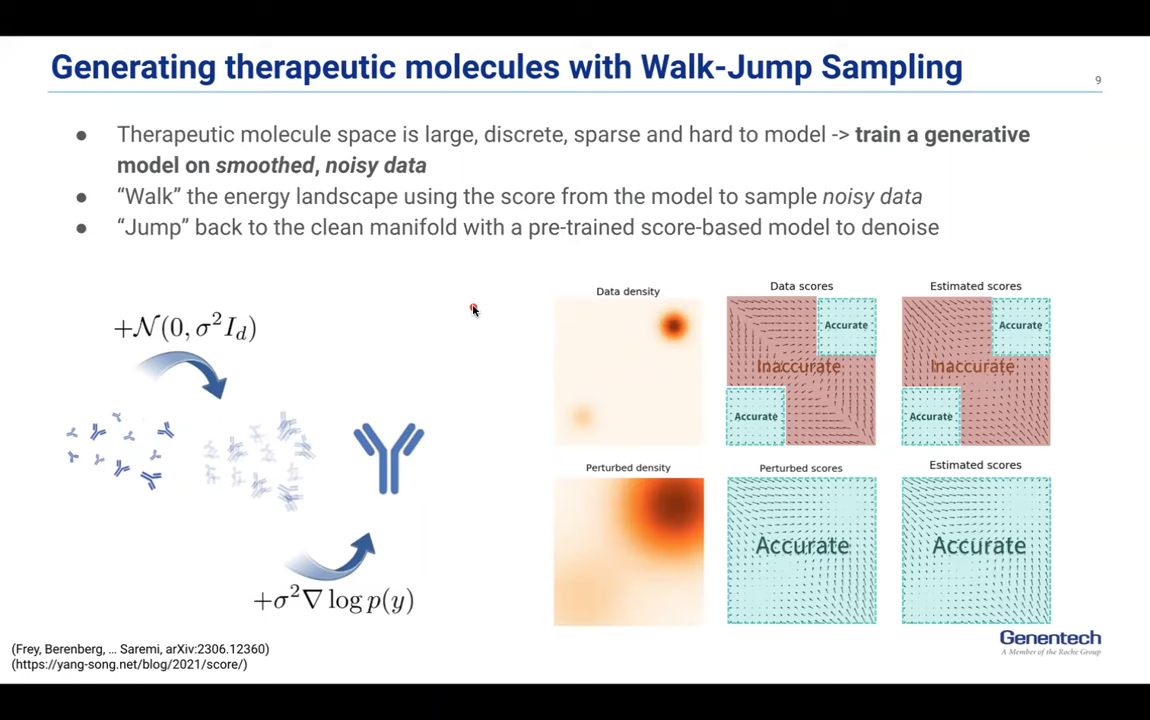 Generating therapeutic molecules with Walk-Jump Sampling
9
● Therapeutic molecule space is large, discrete, sparse and hard to model -> train a generative
model on smoothed, noisy data
● “Walk” the energy landscape using the score from the model to sample noisy data
● “Jump” back to the clean manifold with a pre-trained score-based model to denoise
+𝒩(0, σ²I_d)
+σ²∇ log p(y)
Data density
Data scores
Estimated scores
Accurate
Inaccurate
Accurate
Accurate
Inaccurate
Accurate
Perturbed density
Perturbed scores
Estimated scores
Accurate
Accurate
(Frey, Berenberg, ... Saremi, arXiv:2306.12360)
(https://yang-song.net/blog/2021/score/)
Genentech
A Member of the Roche Group